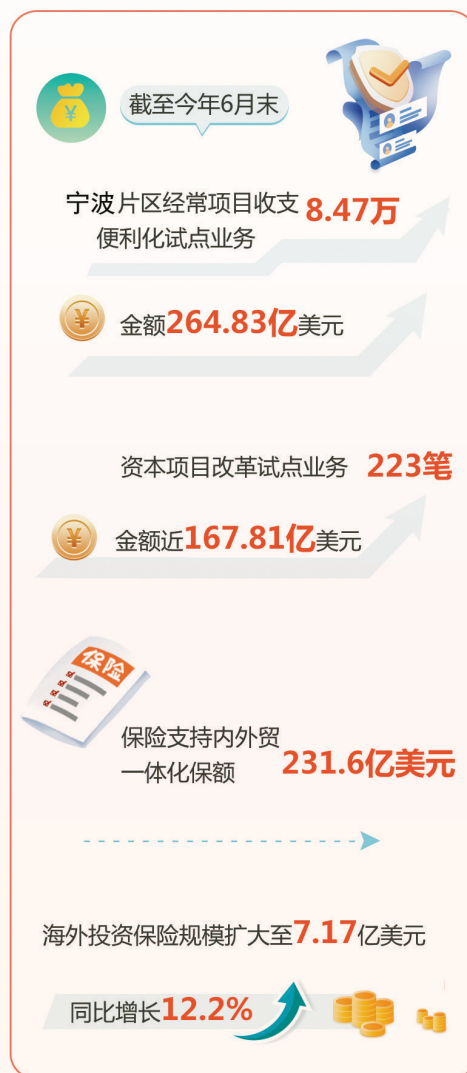 ¥
截至今年6月末
宁波片区经常项目收支 8.47万
便利化试点业务
¥ 金额264.83亿美元
资本项目改革试点业务 223笔
¥ 金额近167.81亿美元
保险
保险支持内外贸
一体化保额 231.6亿美元
海外投资保险规模扩大至7.17亿美元
同比增长12.2%